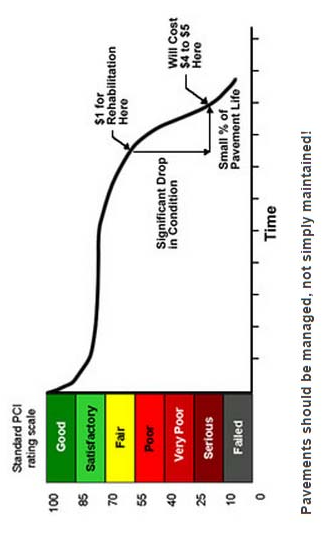 Standard PCI
rating scale
100
85
70
55
40
25
10
0
Good
Satisfactory
Fair
Poor
Very Poor
Serious
Failed
$1 for
Rehabilitation
Here
Will Cost
$4 to $5
Here
Significant Drop
in Condition
Small % of
Pavement Life
Time
Pavements should be managed, not simply maintained!